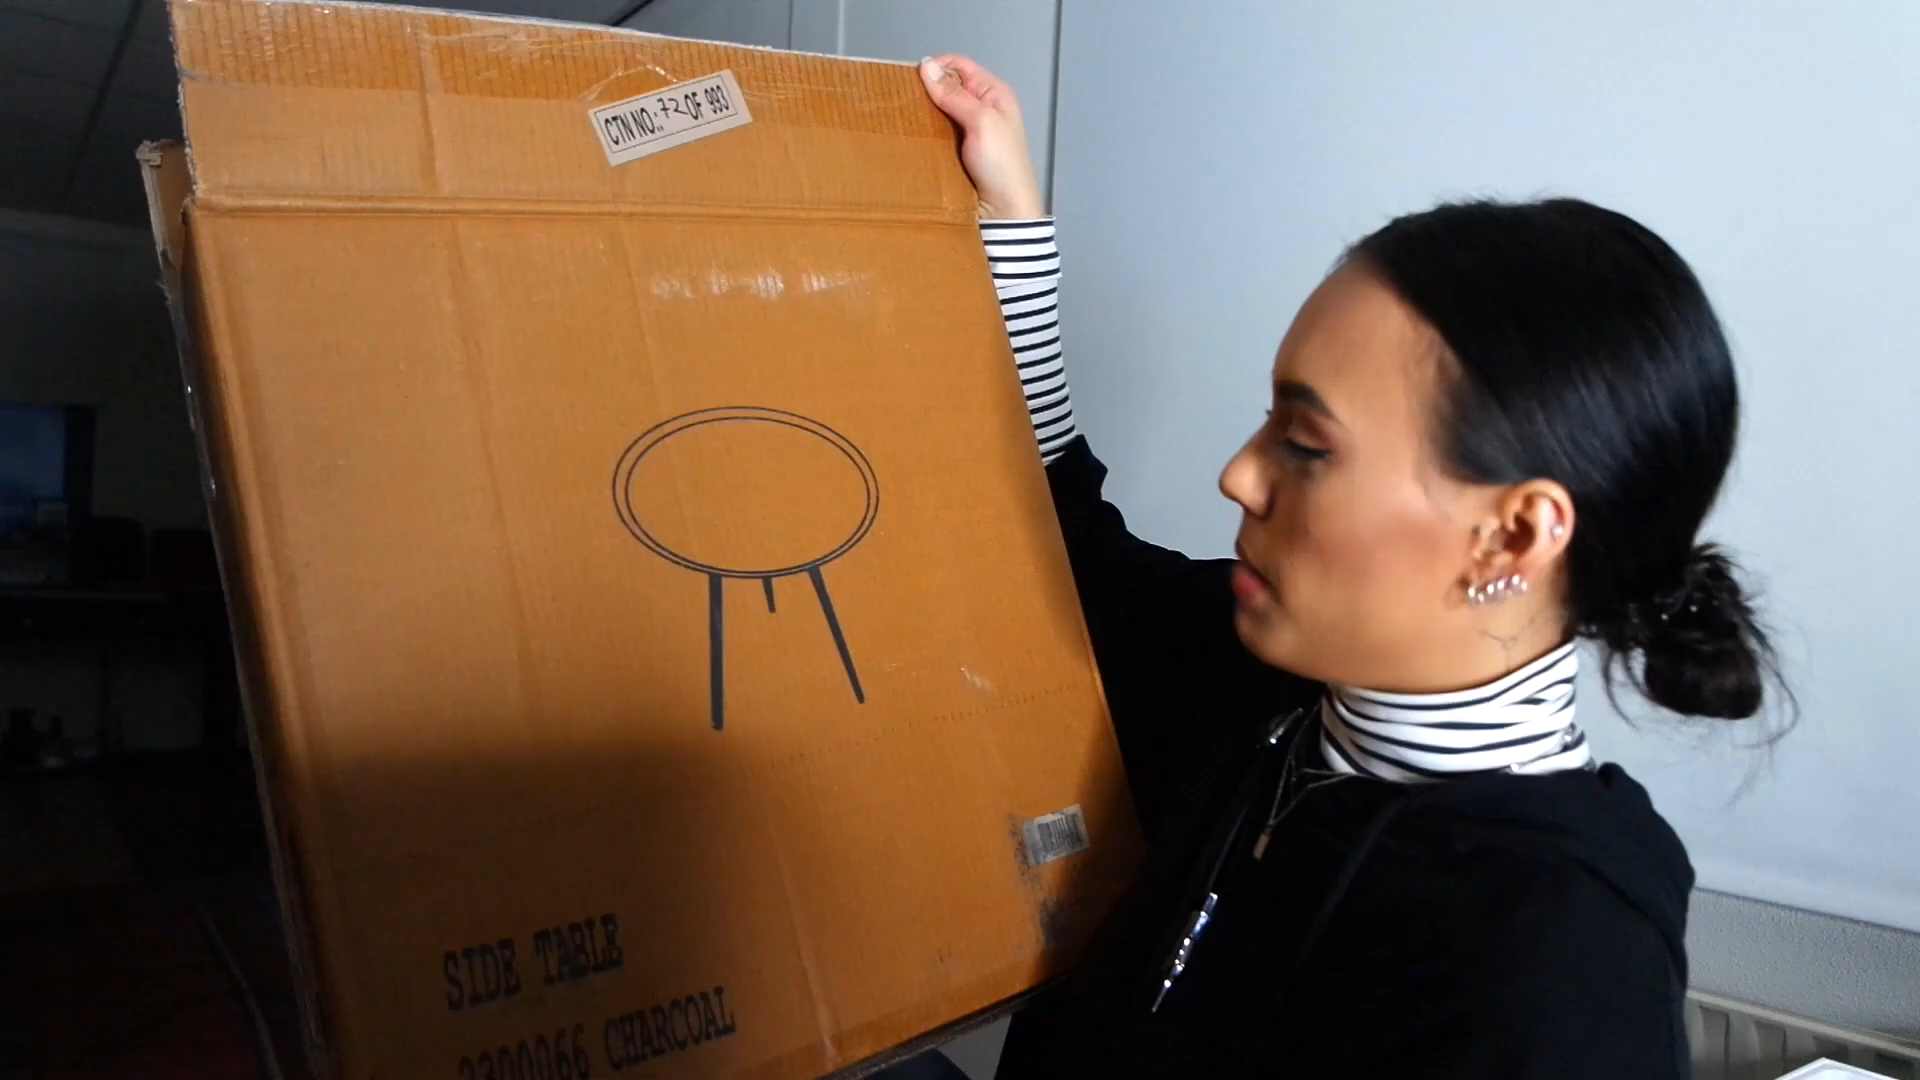 CTN NO.: 72 OF 993
SIDE TABLE
CHARCOAL